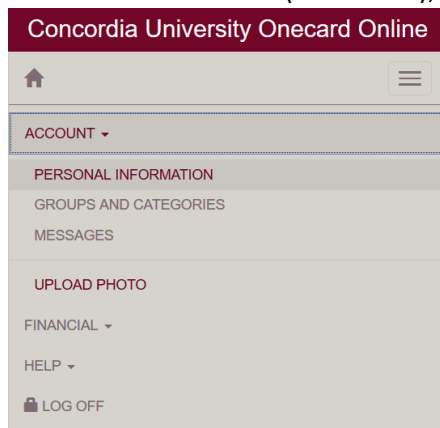 Concordia University Onecard Online
ACCOUNT
PERSONAL INFORMATION
GROUPS AND CATEGORIES
MESSAGES
UPLOAD PHOTO
FINANCIAL
HELP
LOG OFF